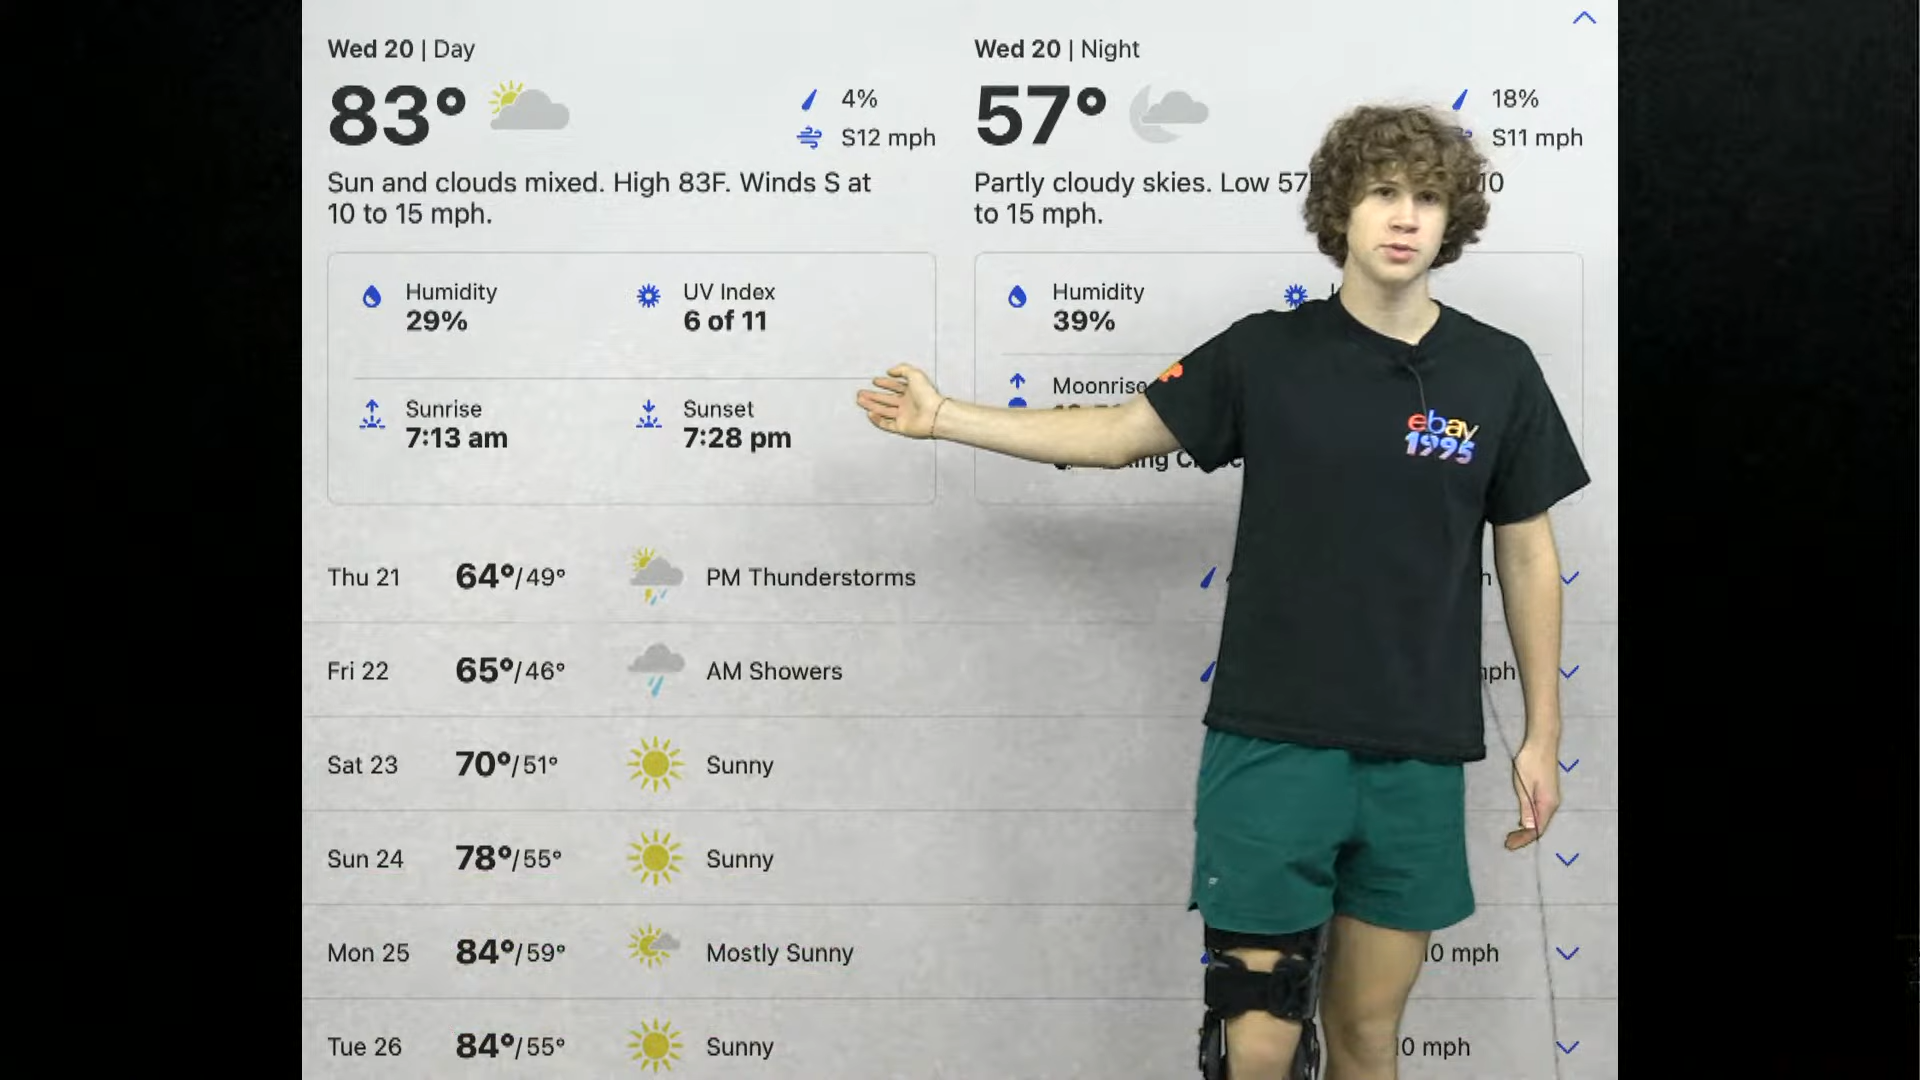 Wed 20 | Day
83°
4%
S12 mph
Sun and clouds mixed. High 83F. Winds S at
10 to 15 mph.
Humidity
29%
UV Index
6 of 11
Sunrise
7:13 am
Sunset
7:28 pm
Wed 20 | Night
57°
18%
S11 mph
Partly cloudy skies. Low 57 10
to 15 mph.
Humidity
39%
Moonrise
ebay
1995
Thu 21 64°/49° PM Thunderstorms
Fri 22 65°/46° AM Showers
Sat 23 70°/51° Sunny
Sun 24 78°/55° Sunny
Mon 25 84°/59° Mostly Sunny 10 mph
Tue 26 84°/55° Sunny mph